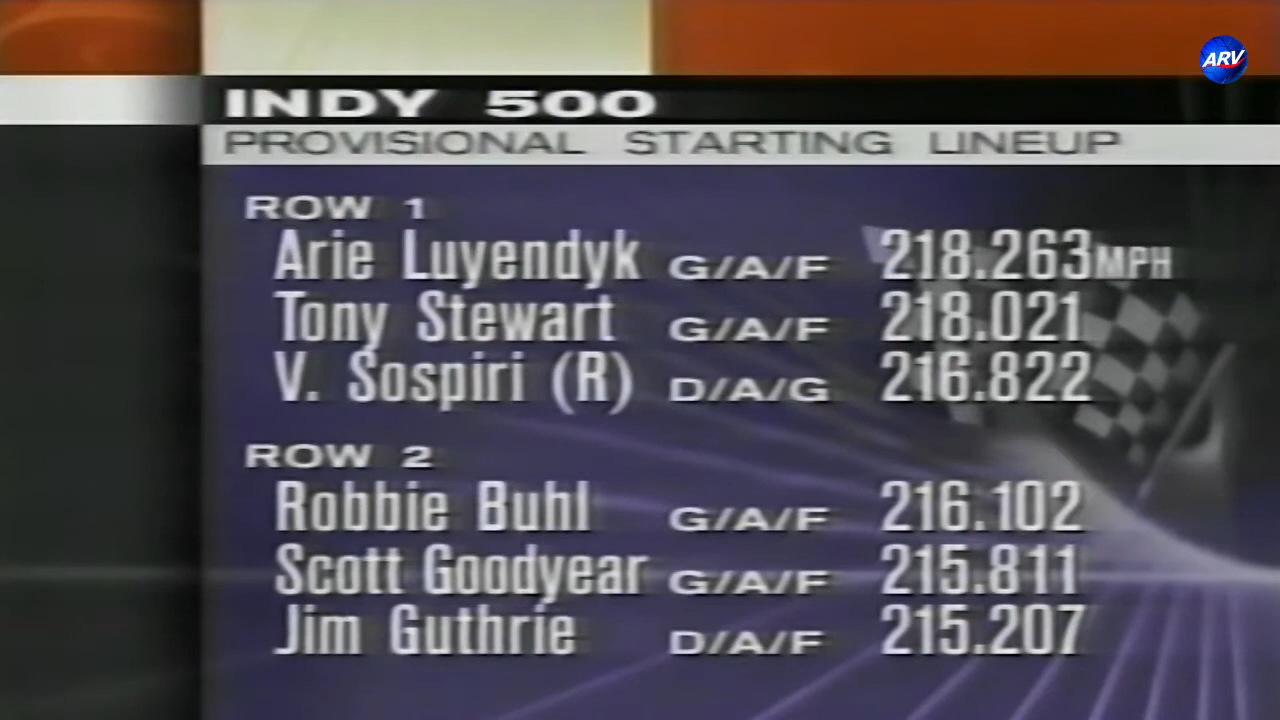 ARV
INDY 500
PROVISIONAL STARTING LINEUP
ROW 1
Arie Luyendyk G/A/F 218.263MPH
Tony Stewart G/A/F 218.021
V. Sospiri (R) D/A/G 216.822
ROW 2
Robbie Buhl G/A/F 216.102
Scott Goodyear G/A/F 215.811
Jim Guthrie D/A/F 215.207